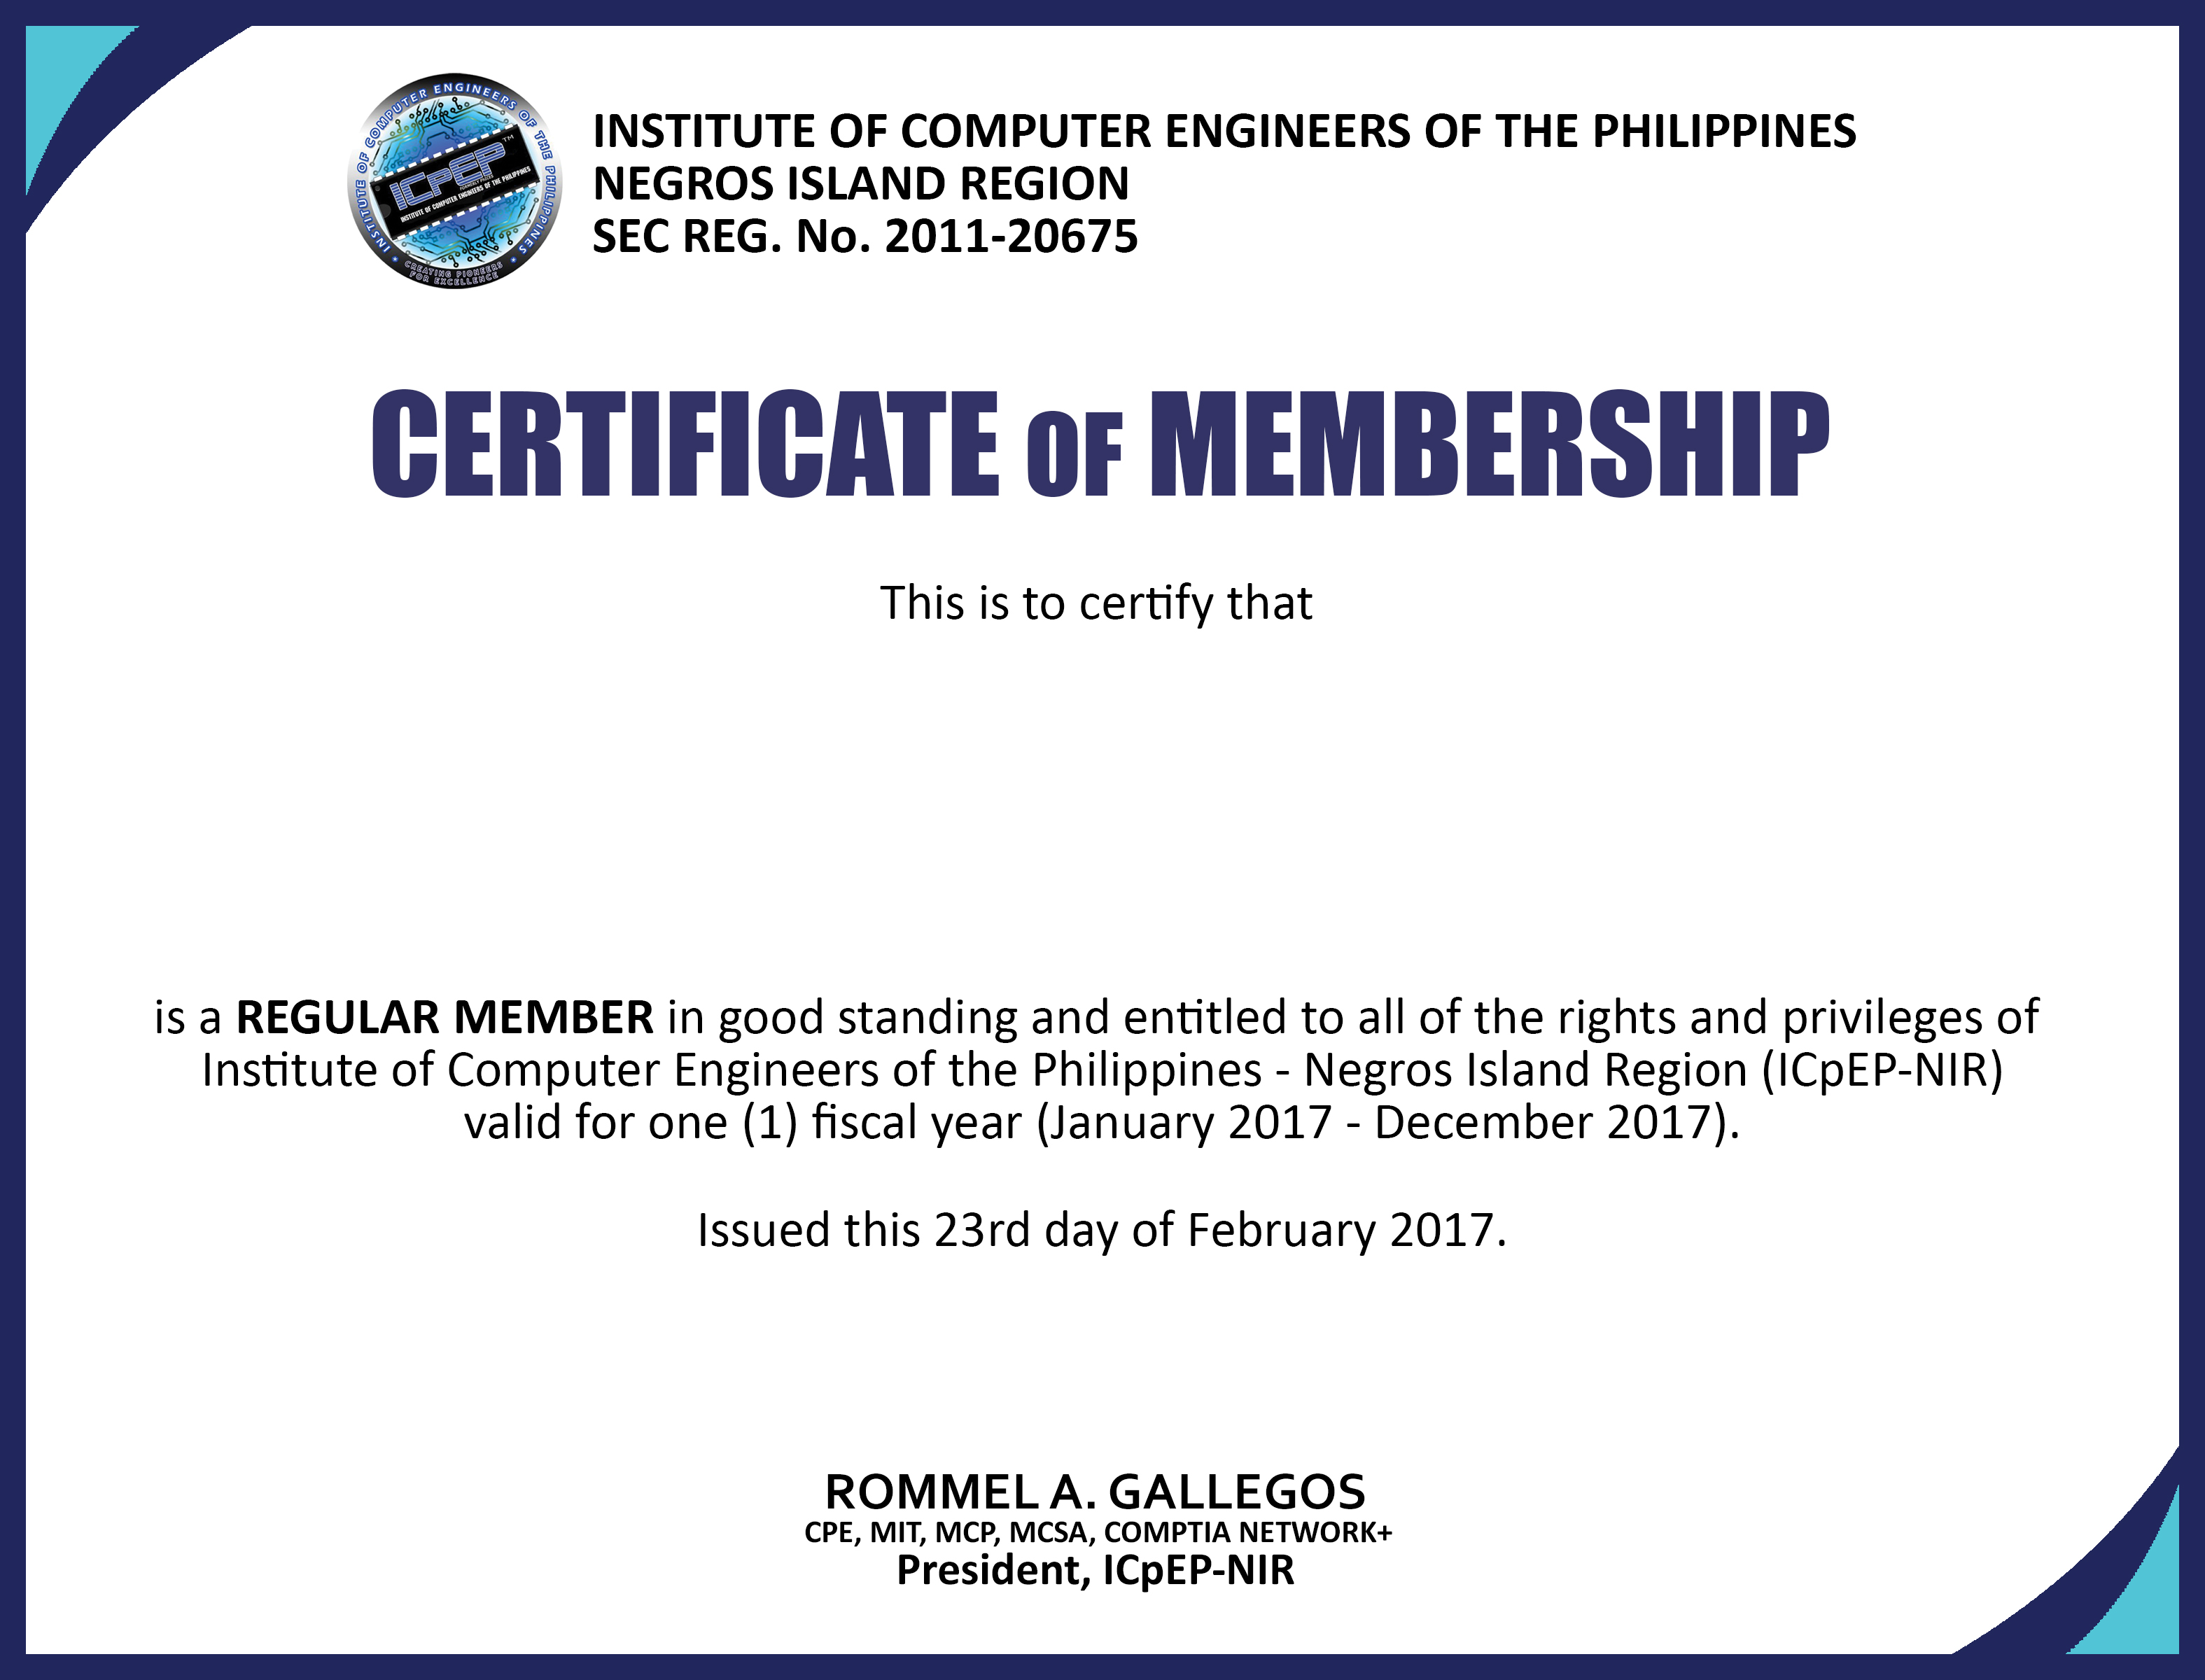 INSTITUTE OF COMPUTER ENGINEERS OF THE PHILIPPINES
CREATING PIONEERS
FOR EXCELLENCE
ICpEP™
INSTITUTE OF COMPUTER ENGINEERS OF THE PHILIPPINES
INSTITUTE OF COMPUTER ENGINEERS OF THE PHILIPPINES
NEGROS ISLAND REGION
SEC REG. No. 2011-20675
CERTIFICATE OF MEMBERSHIP
This is to certify that
is a REGULAR MEMBER in good standing and entitled to all of the rights and privileges of
Institute of Computer Engineers of the Philippines - Negros Island Region (ICpEP-NIR)
valid for one (1) fiscal year (January 2017 - December 2017).
Issued this 23rd day of February 2017.
ROMMEL A. GALLEGOS
CPE, MIT, MCP, MCSA, COMPTIA NETWORK+
President, ICpEP-NIR